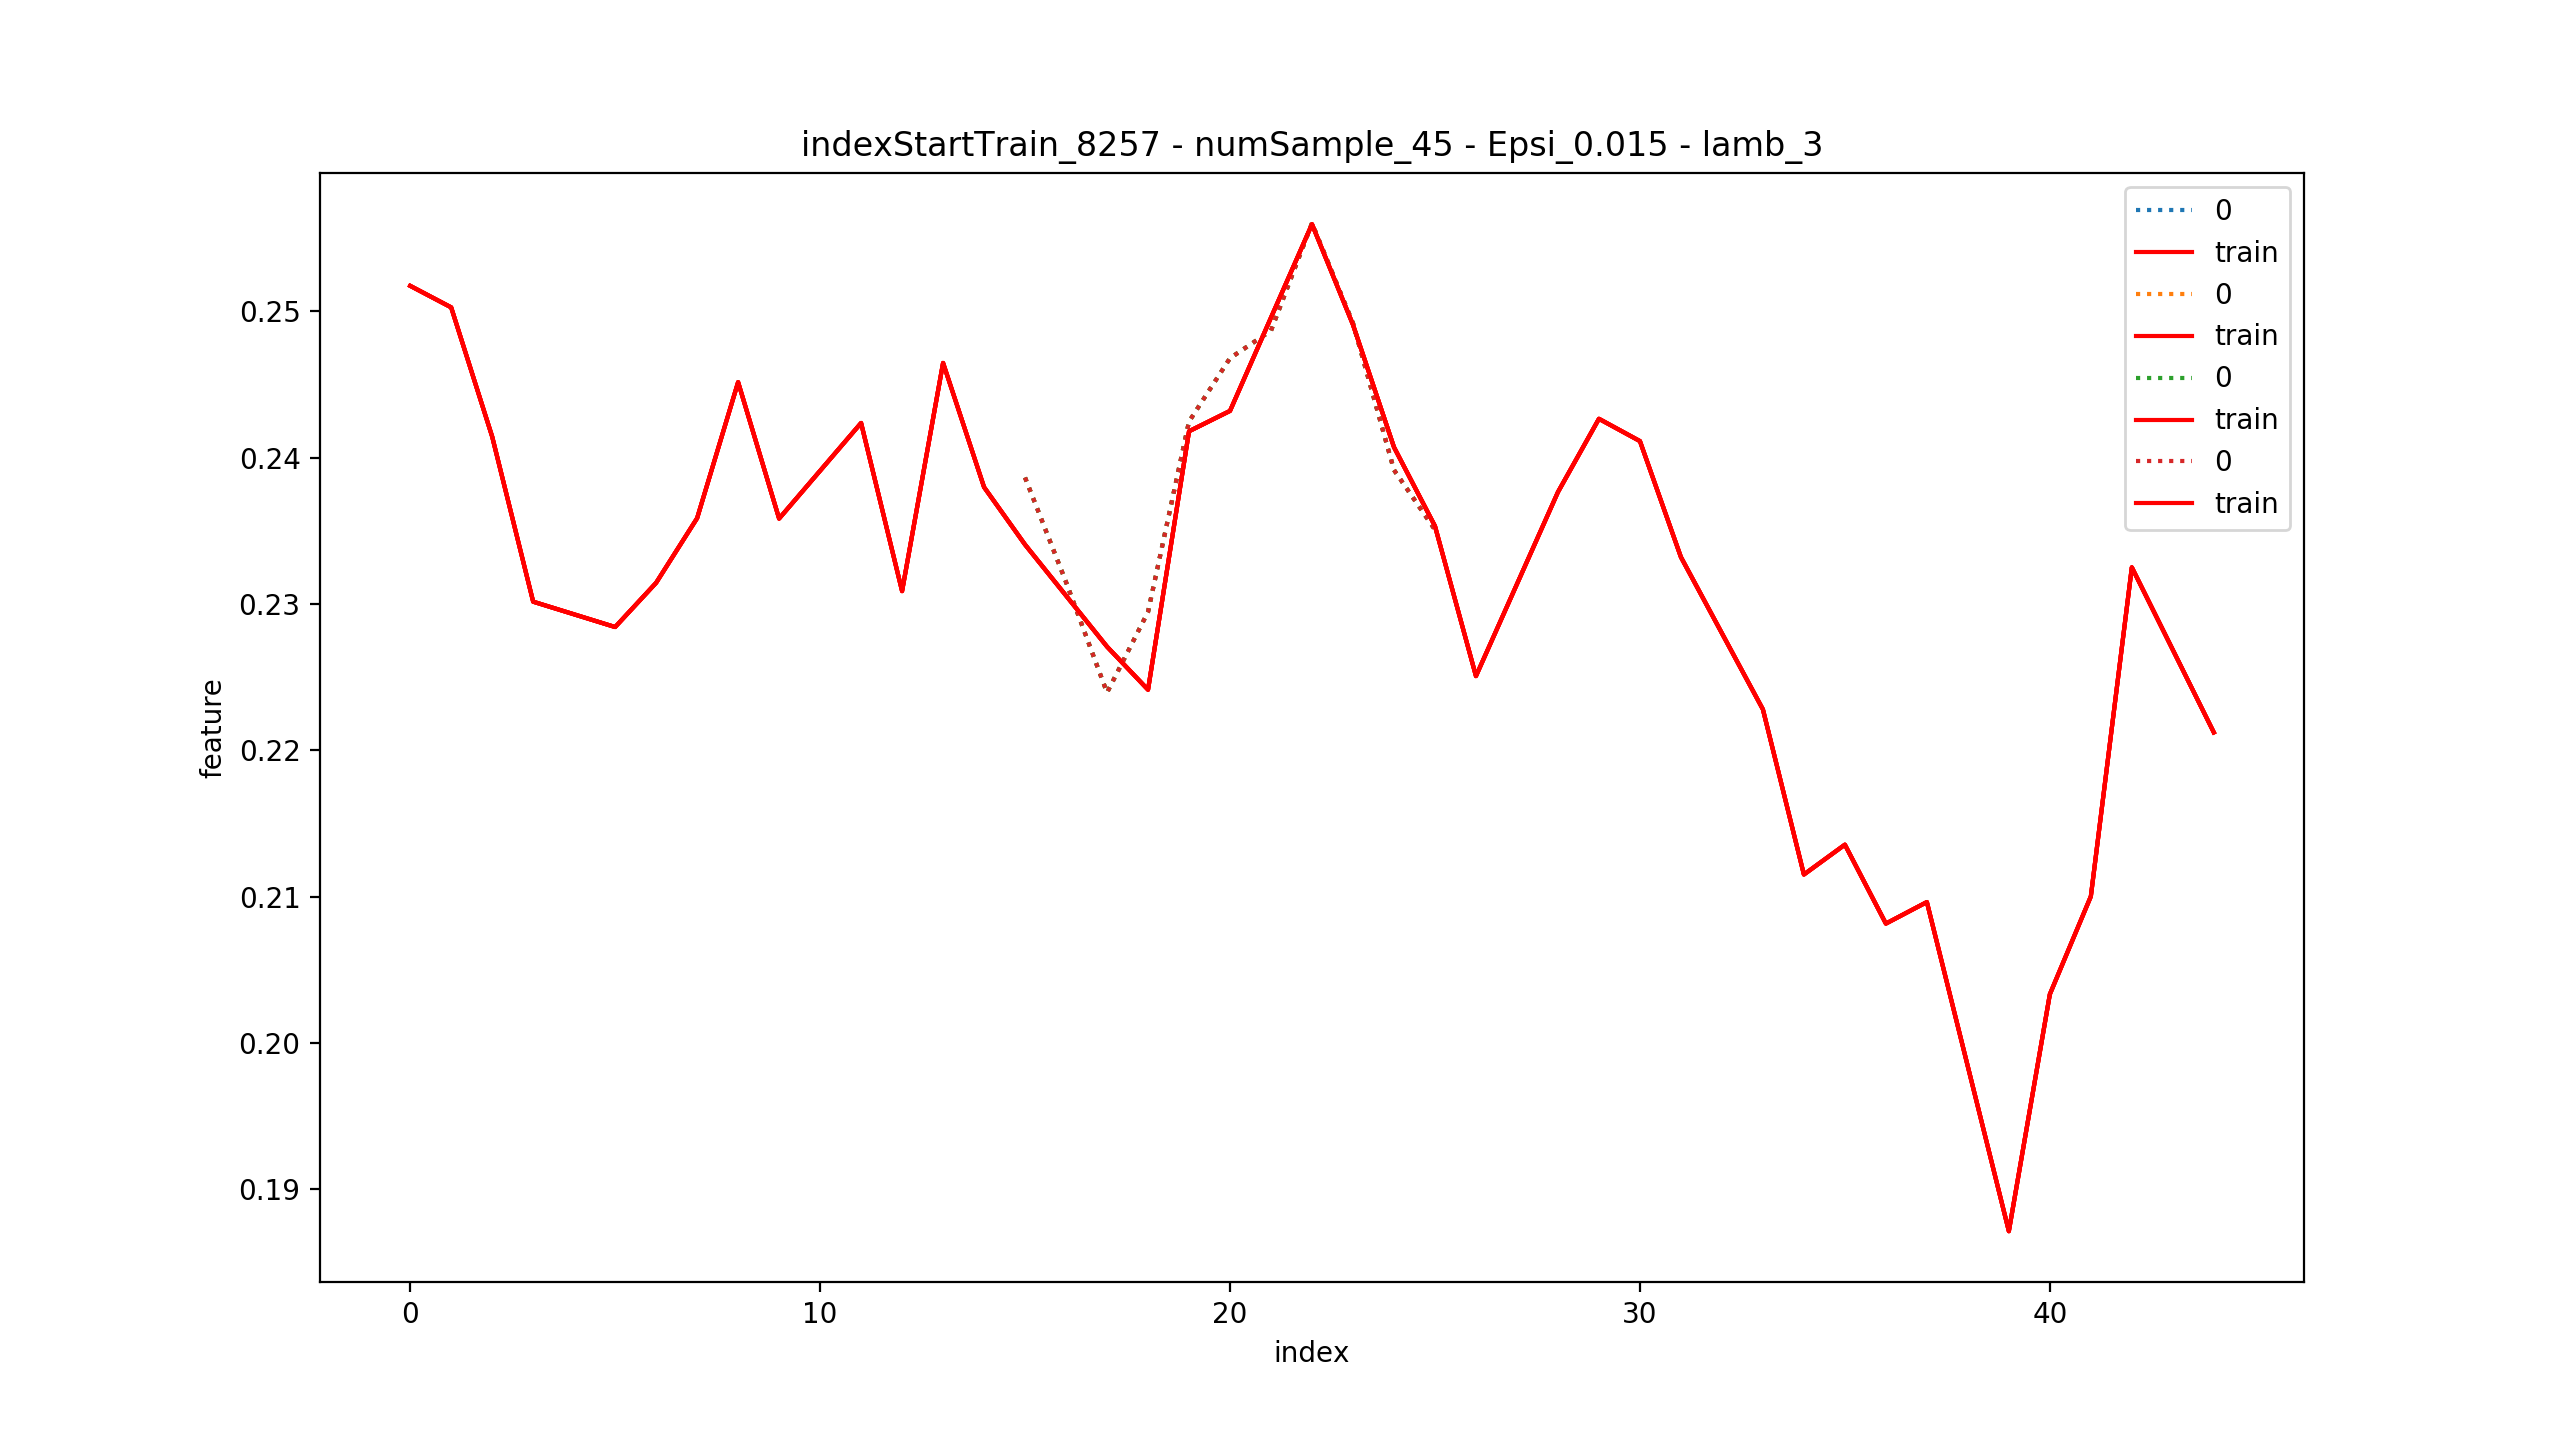 indexStartTrain_8257 - numSample_45 - Epsi_0.015 - lamb_3
0
train
0
train
0
train
0
train
0.25
0.24
0.23
0.22
0.21
0.20
0.19
feature
0 10 20 30 40
index